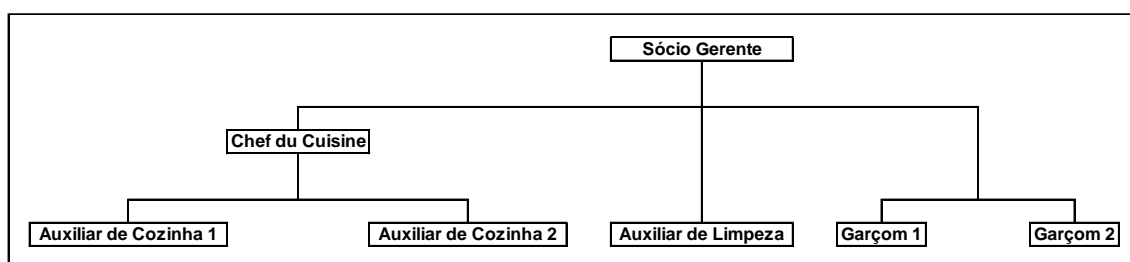 Sócio Gerente
Chef du Cuisine
Auxiliar de Cozinha 1
Auxiliar de Cozinha 2
Auxiliar de Limpeza
Garçom 1
Garçom 2